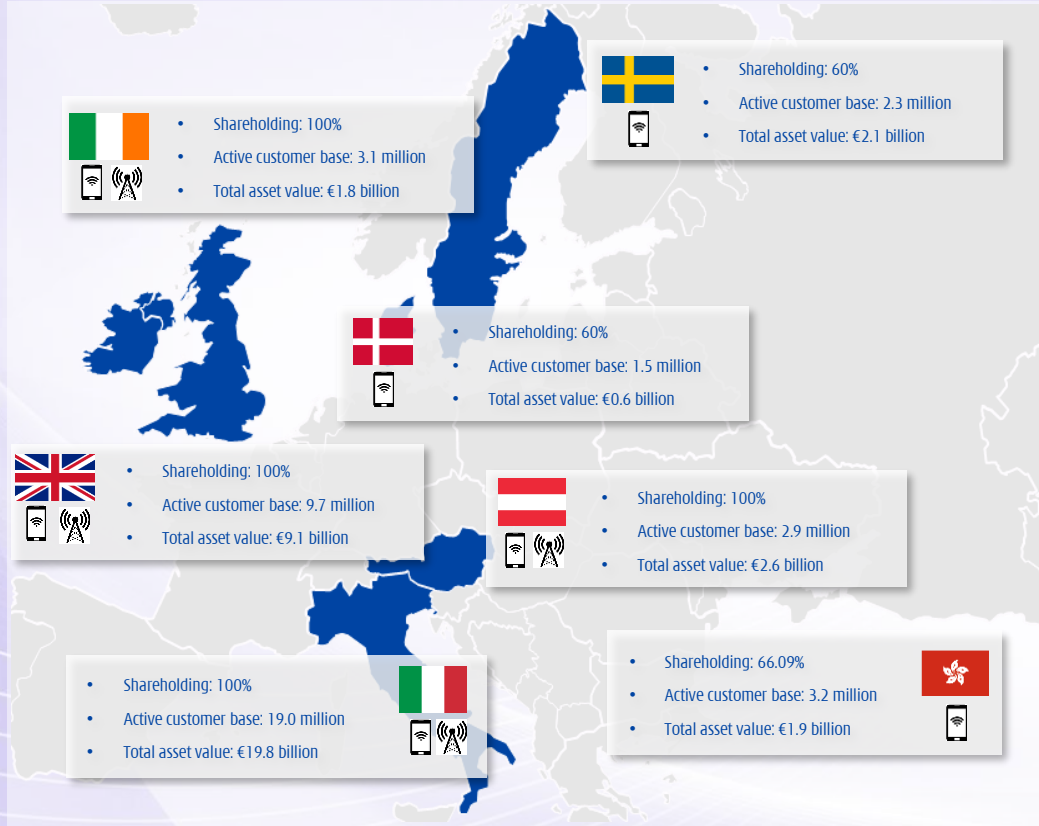 • Shareholding: 60%
• Active customer base: 2.3 million
• Total asset value: €2.1 billion
• Shareholding: 100%
• Active customer base: 3.1 million
• Total asset value: €1.8 billion
• Shareholding: 60%
• Active customer base: 1.5 million
• Total asset value: €0.6 billion
• Shareholding: 100%
• Active customer base: 9.7 million
• Total asset value: €9.1 billion
• Shareholding: 100%
• Active customer base: 2.9 million
• Total asset value: €2.6 billion
• Shareholding: 100%
• Active customer base: 19.0 million
• Total asset value: €19.8 billion
• Shareholding: 66.09%
• Active customer base: 3.2 million
• Total asset value: €1.9 billion